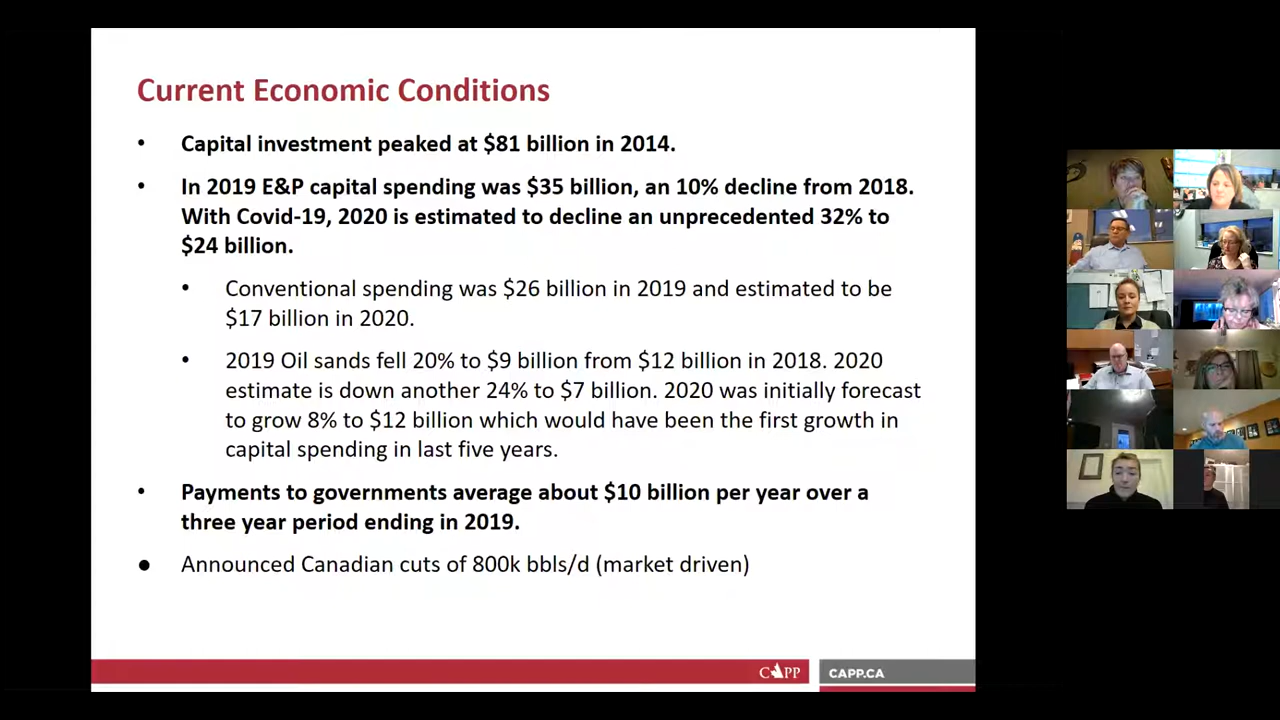 Current Economic Conditions
• Capital investment peaked at $81 billion in 2014.
• In 2019 E&P capital spending was $35 billion, an 10% decline from 2018.
With Covid-19, 2020 is estimated to decline an unprecedented 32% to
$24 billion.
• Conventional spending was $26 billion in 2019 and estimated to be
$17 billion in 2020.
• 2019 Oil sands fell 20% to $9 billion from $12 billion in 2018. 2020
estimate is down another 24% to $7 billion. 2020 was initially forecast
to grow 8% to $12 billion which would have been the first growth in
capital spending in last five years.
• Payments to governments average about $10 billion per year over a
three year period ending in 2019.
● Announced Canadian cuts of 800k bbls/d (market driven)
CAPP
CAPP.CA